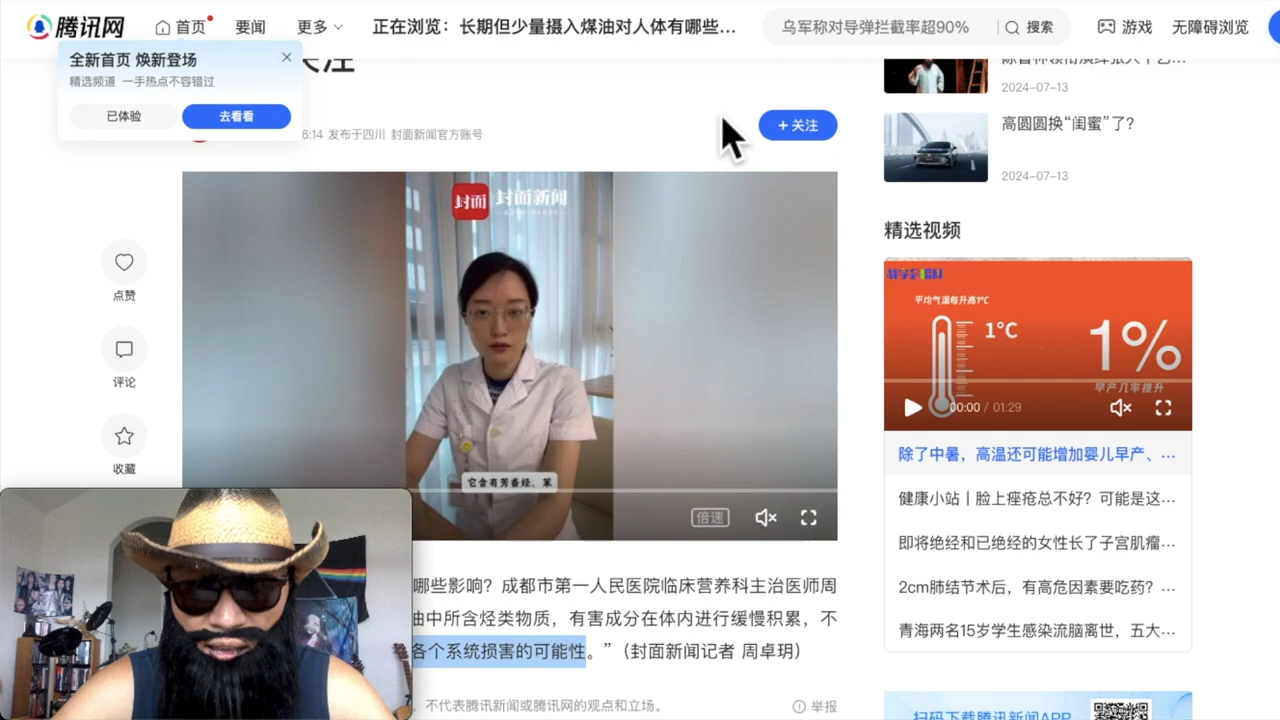 腾讯网
首页
要闻
更多
正在浏览：长期但少量摄入煤油对人体有哪些...
乌军称对导弹拦截率超90%
搜索
游戏
无障碍浏览
全新首页 焕新登场
精选频道 一手热点不容错过
已体验
去看看
6:14 发布于四川 封面新闻官方账号
+ 关注
2024-07-13
高圆圆换“闺蜜”了？
2024-07-13
点赞
评论
收藏
封面
封面新闻
它含有芳香烃、苯
倍速
精选视频
平均气温每升高1℃
1°C
1%
早产几率提升
00:00 / 01:29
除了中暑，高温还可能增加婴儿早产、...
健康小站丨脸上痤疮总不好？可能是这...
即将绝经和已绝经的女性长了子宫肌瘤...
2cm肺结节术后，有高危因素要吃药？...
青海两名15岁学生感染流脑离世，五大...
哪些影响？成都市第一人民医院临床营养科主治医师周
油中所含烃类物质，有害成分在体内进行缓慢积累，不
各个系统损害的可能性。”（封面新闻记者 周卓玥）
不代表腾讯新闻或腾讯网的观点和立场。
举报
扫码下载腾讯新闻APP